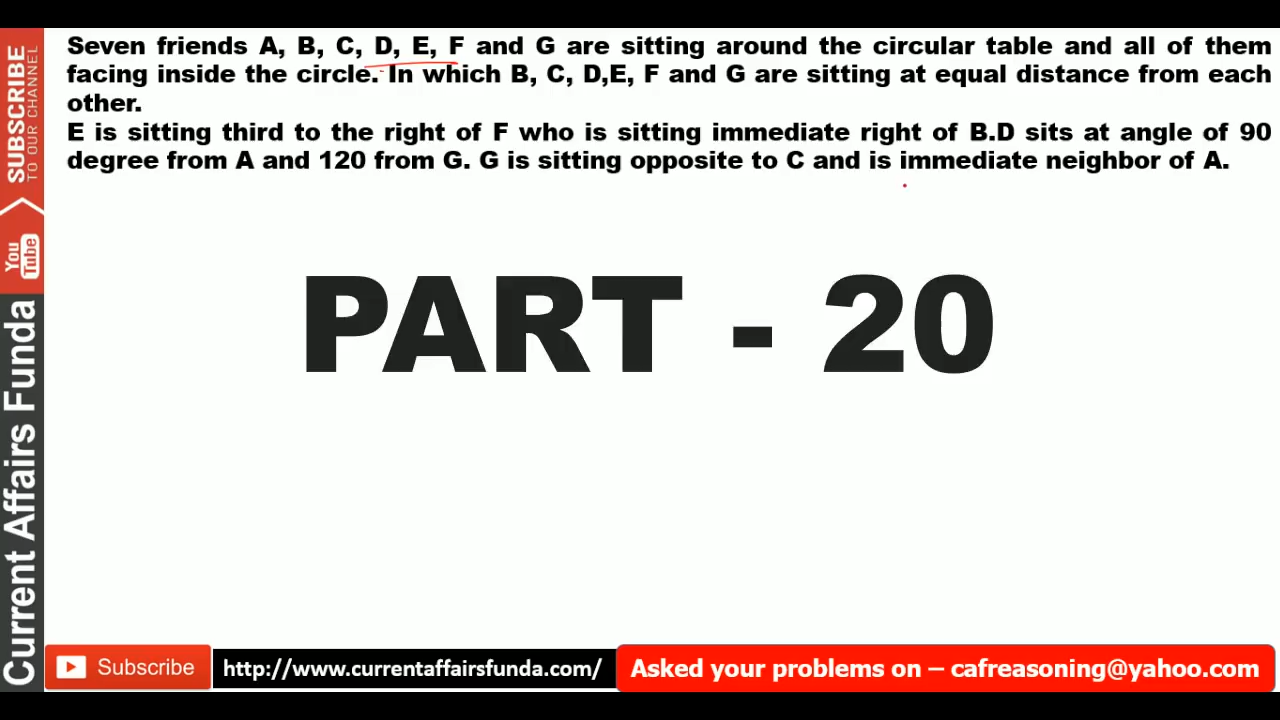 Seven friends A, B, C, D, E, F and G are sitting around the circular table and all of them
facing inside the circle. In which B, C, D,E, F and G are sitting at equal distance from each
other.
E is sitting third to the right of F who is sitting immediate right of B.D sits at angle of 90
degree from A and 120 from G. G is sitting opposite to C and is immediate neighbor of A.
PART - 20
SUBSCRIBE
TO OUR CHANNEL
You
Tube
Current Affairs Funda
Subscribe
http://www.currentaffairsfunda.com/
Asked your problems on – cafreasoning@yahoo.com